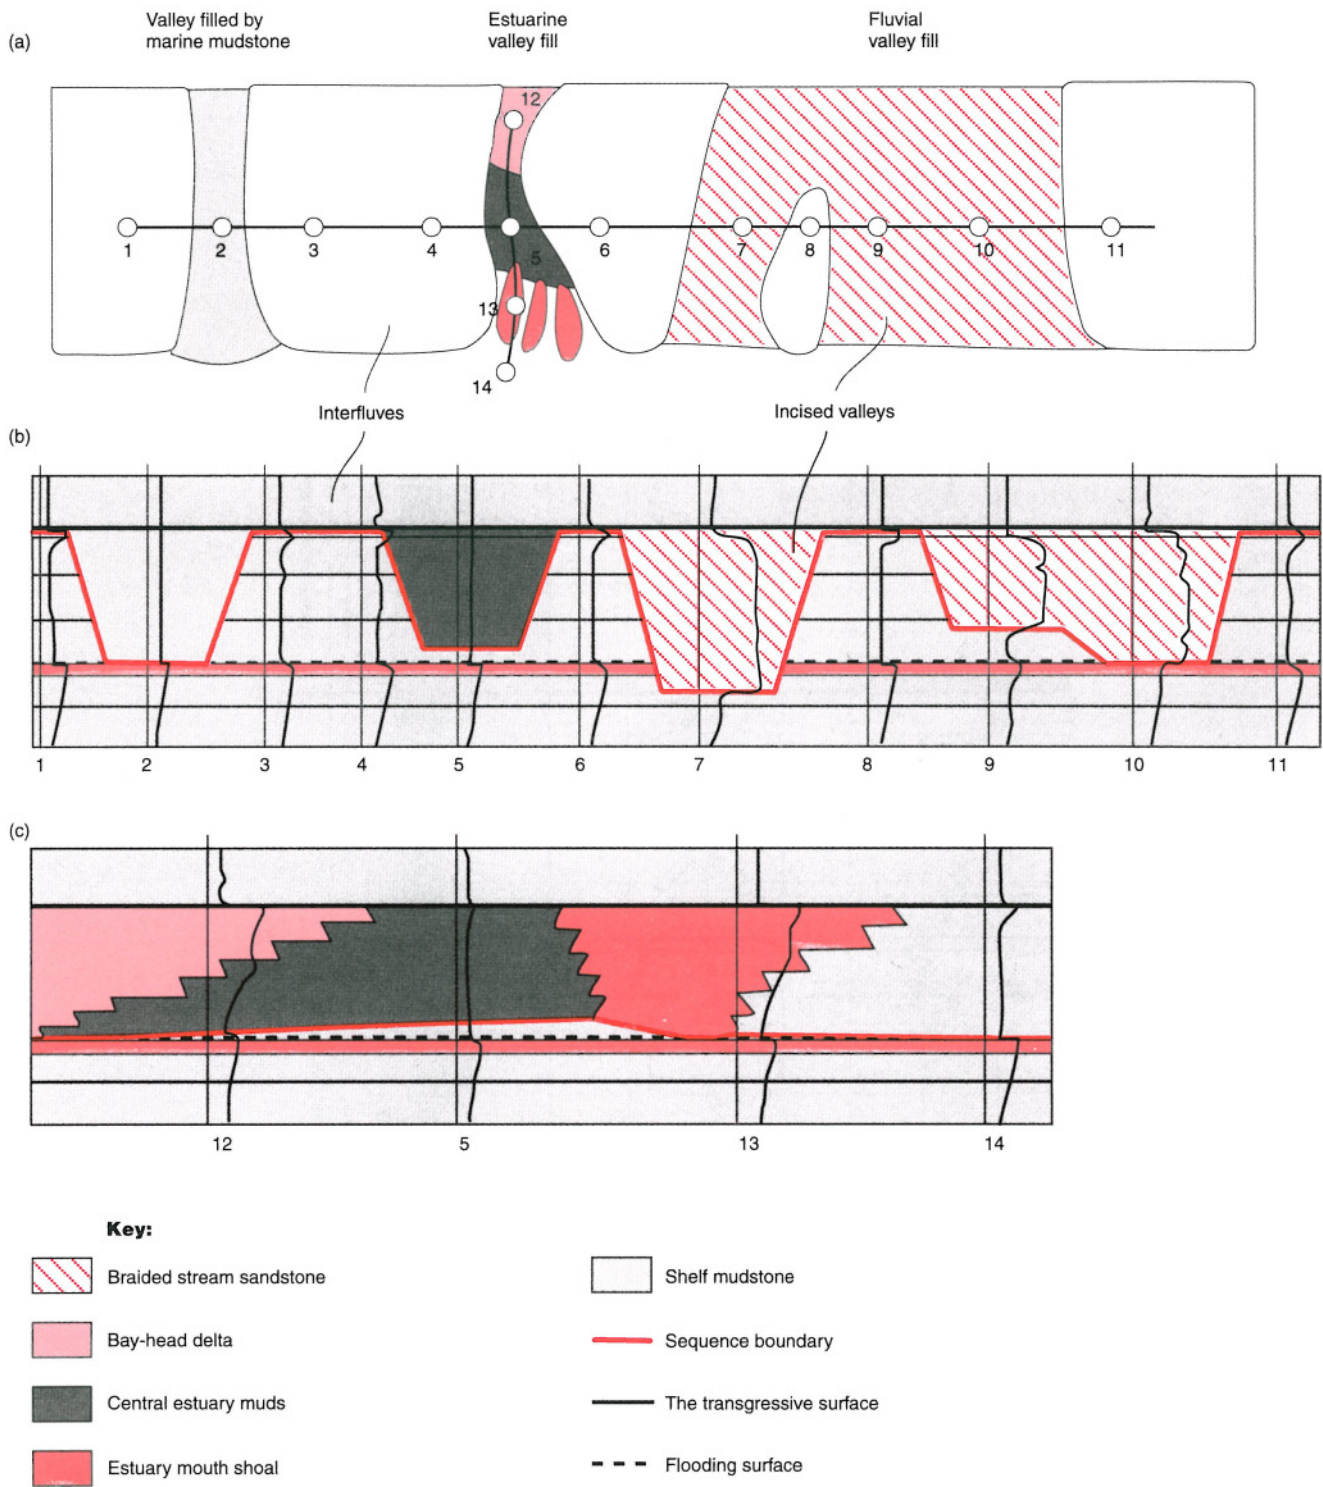 (a)
Valley filled by
marine mudstone
Estuarine
valley fill
Fluvial
valley fill
12
1
2
3
4
5
6
7
8
9
10
11
13
14
Interfluves
Incised valleys
(b)
1
2
3
4
5
6
7
8
9
10
11
(c)
12
5
13
14
Key:
Braided stream sandstone
Bay-head delta
Central estuary muds
Estuary mouth shoal
Shelf mudstone
Sequence boundary
The transgressive surface
Flooding surface